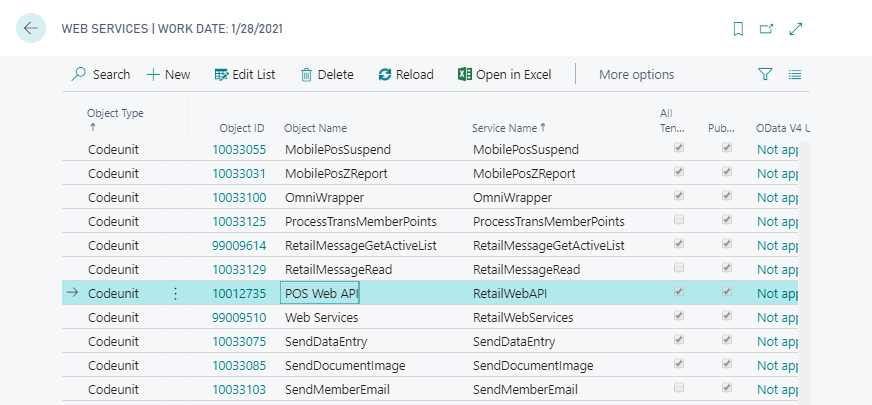 WEB SERVICES | WORK DATE: 1/28/2021
Search New Edit List Delete Reload Open in Excel More options
Object Type ↑ Object ID Object Name Service Name ↑ All Ten... Pub... OData V4 U
Codeunit 10033055 MobilePosSuspend MobilePosSuspend Not app
Codeunit 10033031 MobilePosZReport MobilePosZReport Not app
Codeunit 10033100 OmniWrapper OmniWrapper Not app
Codeunit 10033125 ProcessTransMemberPoints ProcessTransMemberPoints Not app
Codeunit 99009614 RetailMessageGetActiveList RetailMessageGetActiveList Not app
Codeunit 10033129 RetailMessageRead RetailMessageRead Not app
Codeunit 10012735 POS Web API RetailWebAPI Not app
Codeunit 99009510 Web Services RetailWebServices Not app
Codeunit 10033075 SendDataEntry SendDataEntry Not app
Codeunit 10033085 SendDocumentImage SendDocumentImage Not app
Codeunit 10033103 SendMemberEmail SendMemberEmail Not app